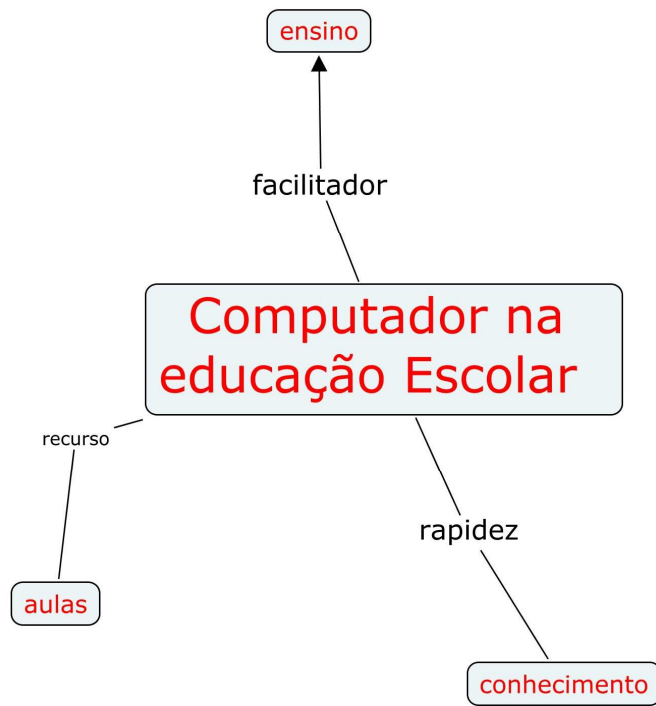 ensino
facilitador
Computador na
educação Escolar
recurso
rapidez
aulas
conhecimento